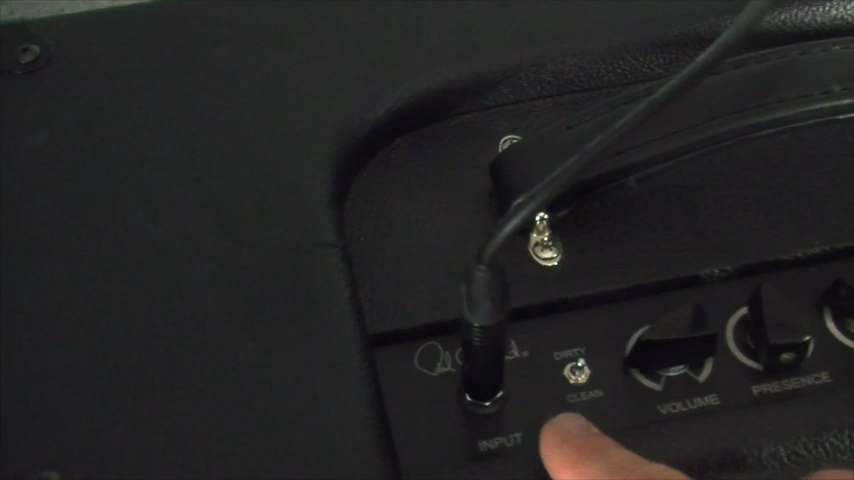 DIRTY
CLEAN
INPUT
VOLUME
PRESENCE